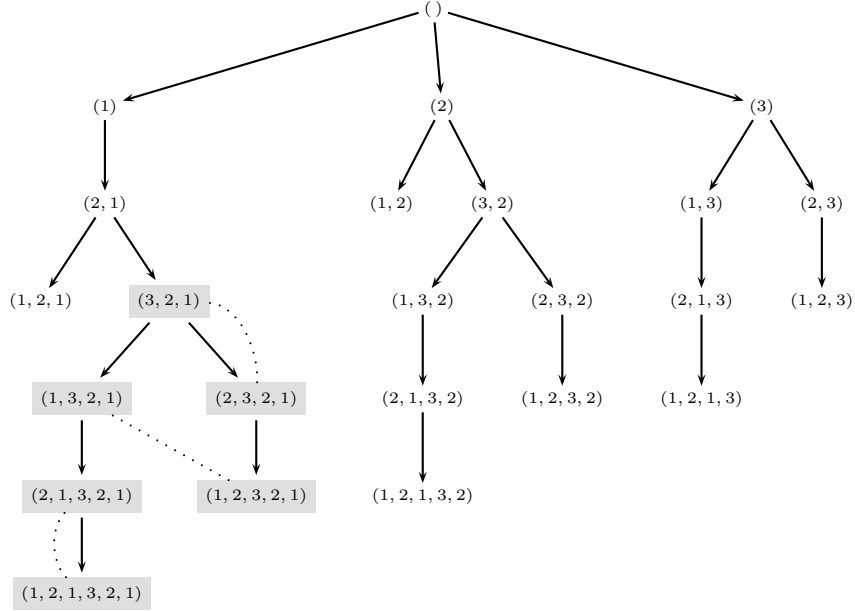 ( )
(1) (2) (3)
(2, 1) (1, 2) (3, 2) (1, 3) (2, 3)
(1, 2, 1) (3, 2, 1) (1, 3, 2) (2, 3, 2) (2, 1, 3) (1, 2, 3)
(1, 3, 2, 1) (2, 3, 2, 1) (2, 1, 3, 2) (1, 2, 3, 2) (1, 2, 1, 3)
(2, 1, 3, 2, 1) (1, 2, 3, 2, 1) (1, 2, 1, 3, 2)
(1, 2, 1, 3, 2, 1)